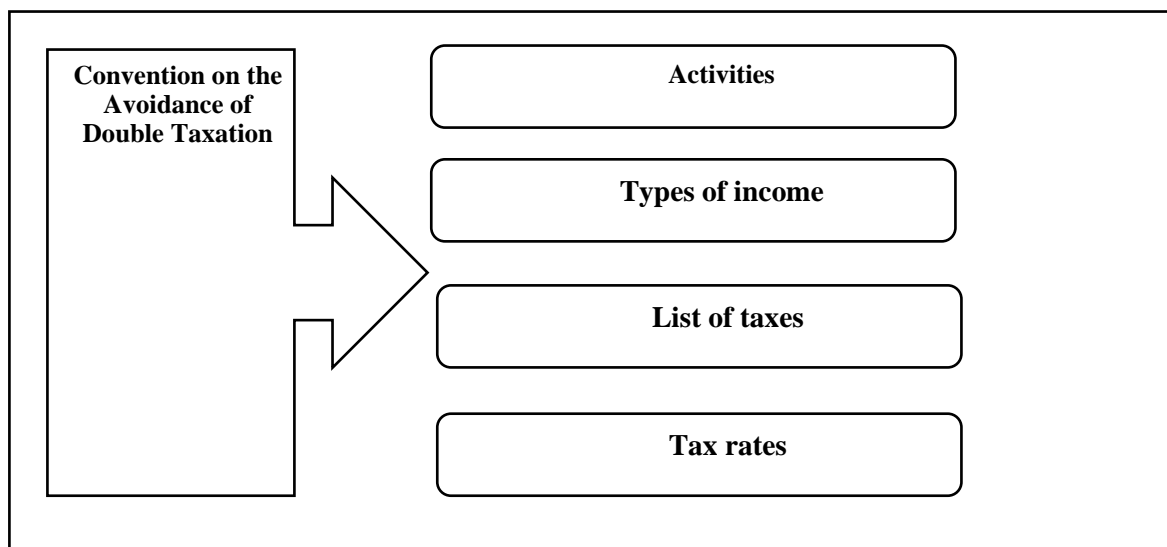 Convention on the
Avoidance of
Double Taxation
Activities
Types of income
List of taxes
Tax rates